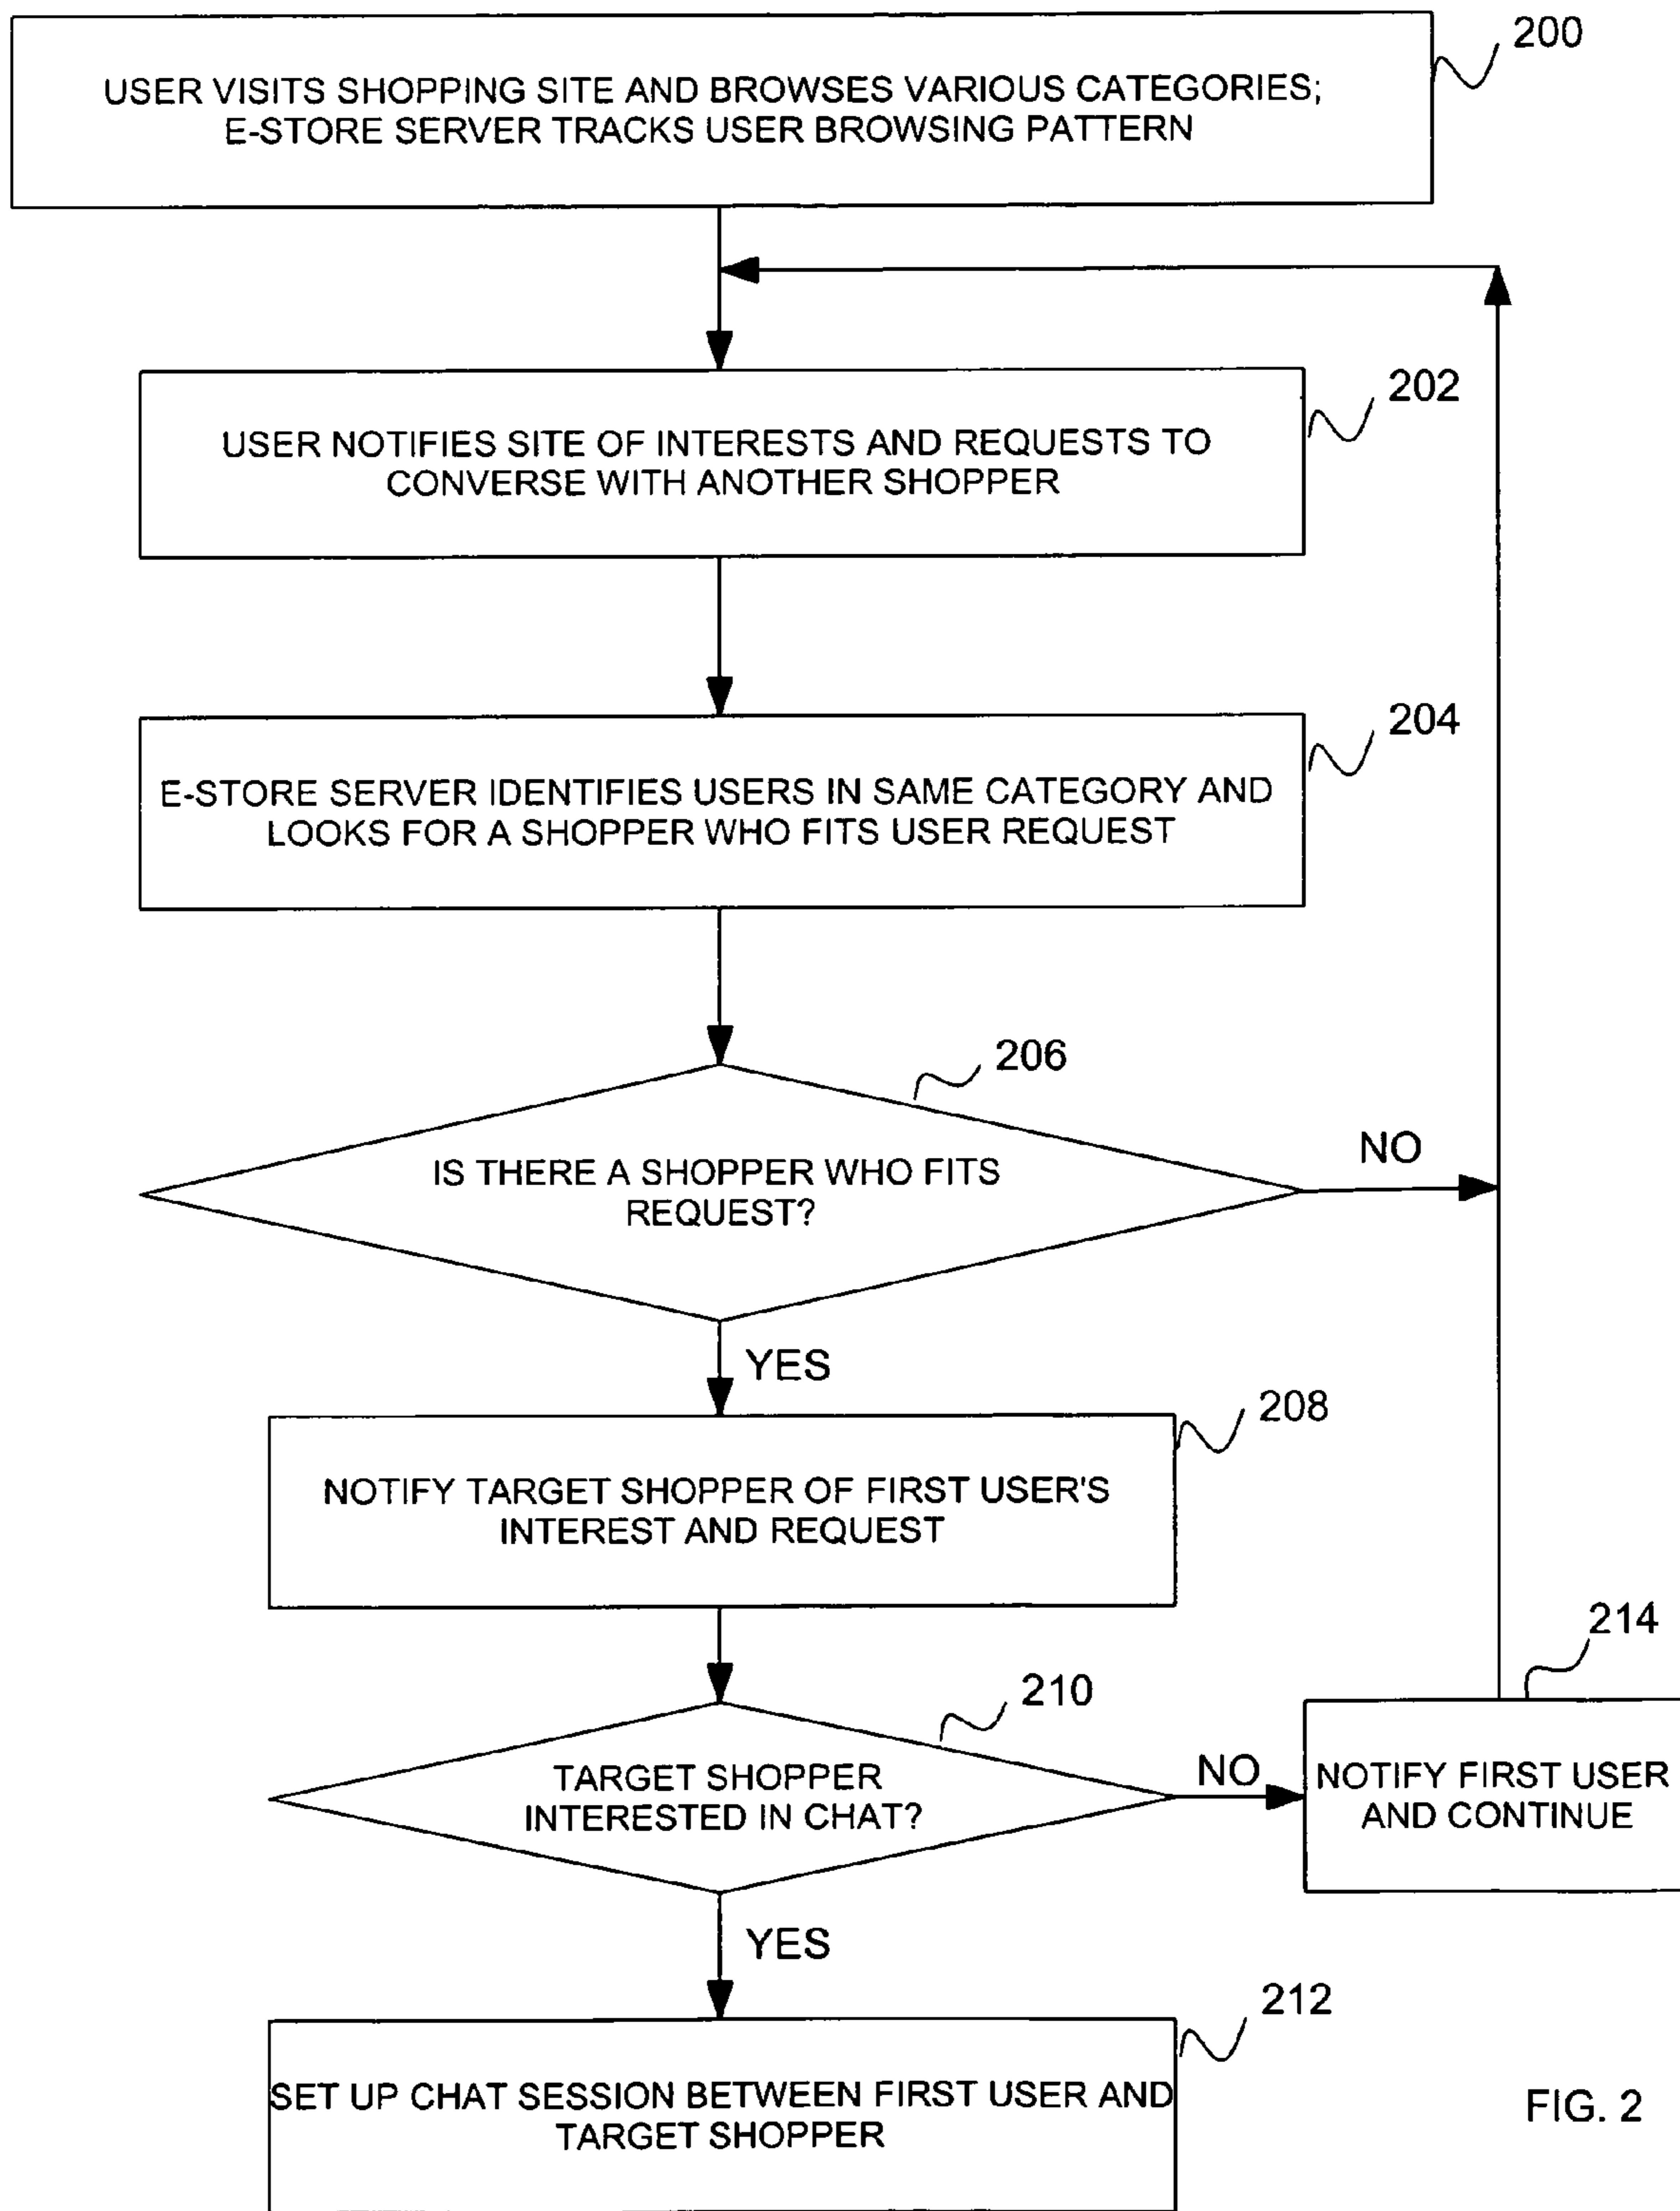 200
USER VISITS SHOPPING SITE AND BROWSES VARIOUS CATEGORIES;
E-STORE SERVER TRACKS USER BROWSING PATTERN
202
USER NOTIFIES SITE OF INTERESTS AND REQUESTS TO
CONVERSE WITH ANOTHER SHOPPER
204
E-STORE SERVER IDENTIFIES USERS IN SAME CATEGORY AND
LOOKS FOR A SHOPPER WHO FITS USER REQUEST
206
IS THERE A SHOPPER WHO FITS
REQUEST?
NO
YES
208
NOTIFY TARGET SHOPPER OF FIRST USER'S
INTEREST AND REQUEST
210
TARGET SHOPPER
INTERESTED IN CHAT?
NO
214
NOTIFY FIRST USER
AND CONTINUE
YES
212
SET UP CHAT SESSION BETWEEN FIRST USER AND
TARGET SHOPPER
FIG. 2